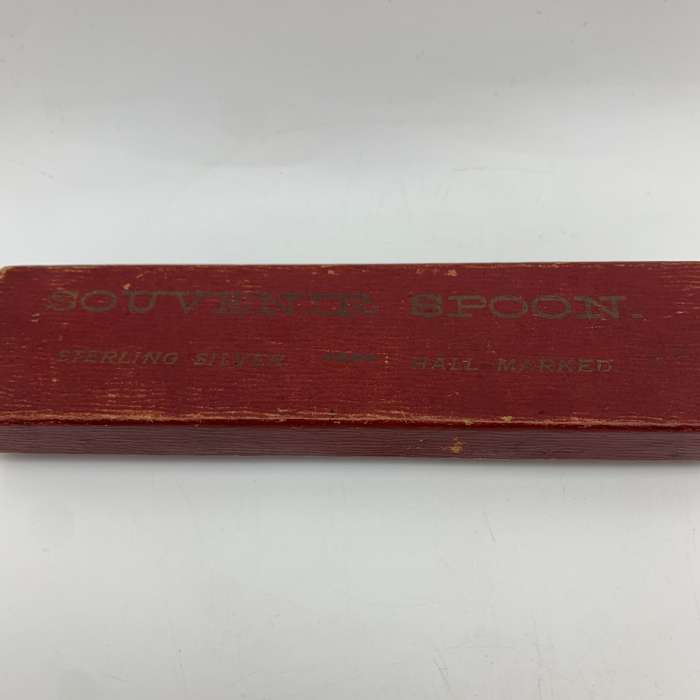 SOUVENIR SPOON.
STERLING SILVER HALL MARKED.